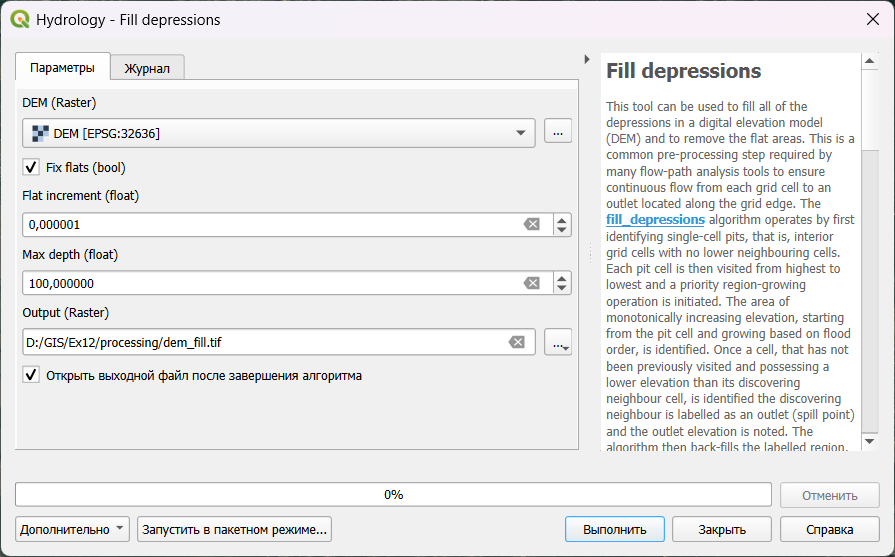 Hydrology - Fill depressions
Параметры
Журнал
DEM (Raster)
DEM [EPSG:32636]
...
Fix flats (bool)
Flat increment (float)
0,000001
Max depth (float)
100,000000
Output (Raster)
D:/GIS/Ex12/processing/dem_fill.tif
...
Открыть выходной файл после завершения алгоритма
Fill depressions
This tool can be used to fill all of the
depressions in a digital elevation model
(DEM) and to remove the flat areas. This is a
common pre-processing step required by
many flow-path analysis tools to ensure
continuous flow from each grid cell to an
outlet located along the grid edge. The
fill_depressions algorithm operates by first
identifying single-cell pits, that is, interior
grid cells with no lower neighbouring cells.
Each pit cell is then visited from highest to
lowest and a priority region-growing
operation is initiated. The area of
monotonically increasing elevation, starting
from the pit cell and growing based on flood
order, is identified. Once a cell, that has not
been previously visited and possessing a
lower elevation than its discovering
neighbour cell, is identified the discovering
neighbour is labelled as an outlet (spill point)
and the outlet elevation is noted. The
algorithm then back-fills the labelled region,
0%
Отменить
Дополнительно
Запустить в пакетном режиме...
Выполнить
Закрыть
Справка